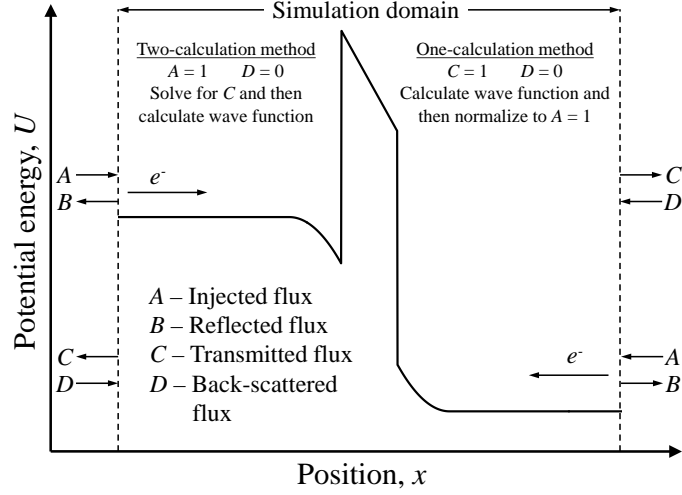 Simulation domain
Two-calculation method
A = 1 D = 0
Solve for C and then
calculate wave function
One-calculation method
C = 1 D = 0
Calculate wave function and
then normalize to A = 1
A
B
e-
C
D
A – Injected flux
B – Reflected flux
C – Transmitted flux
D – Back-scattered
flux
C
D
e-
A
B
Potential energy, U
Position, x